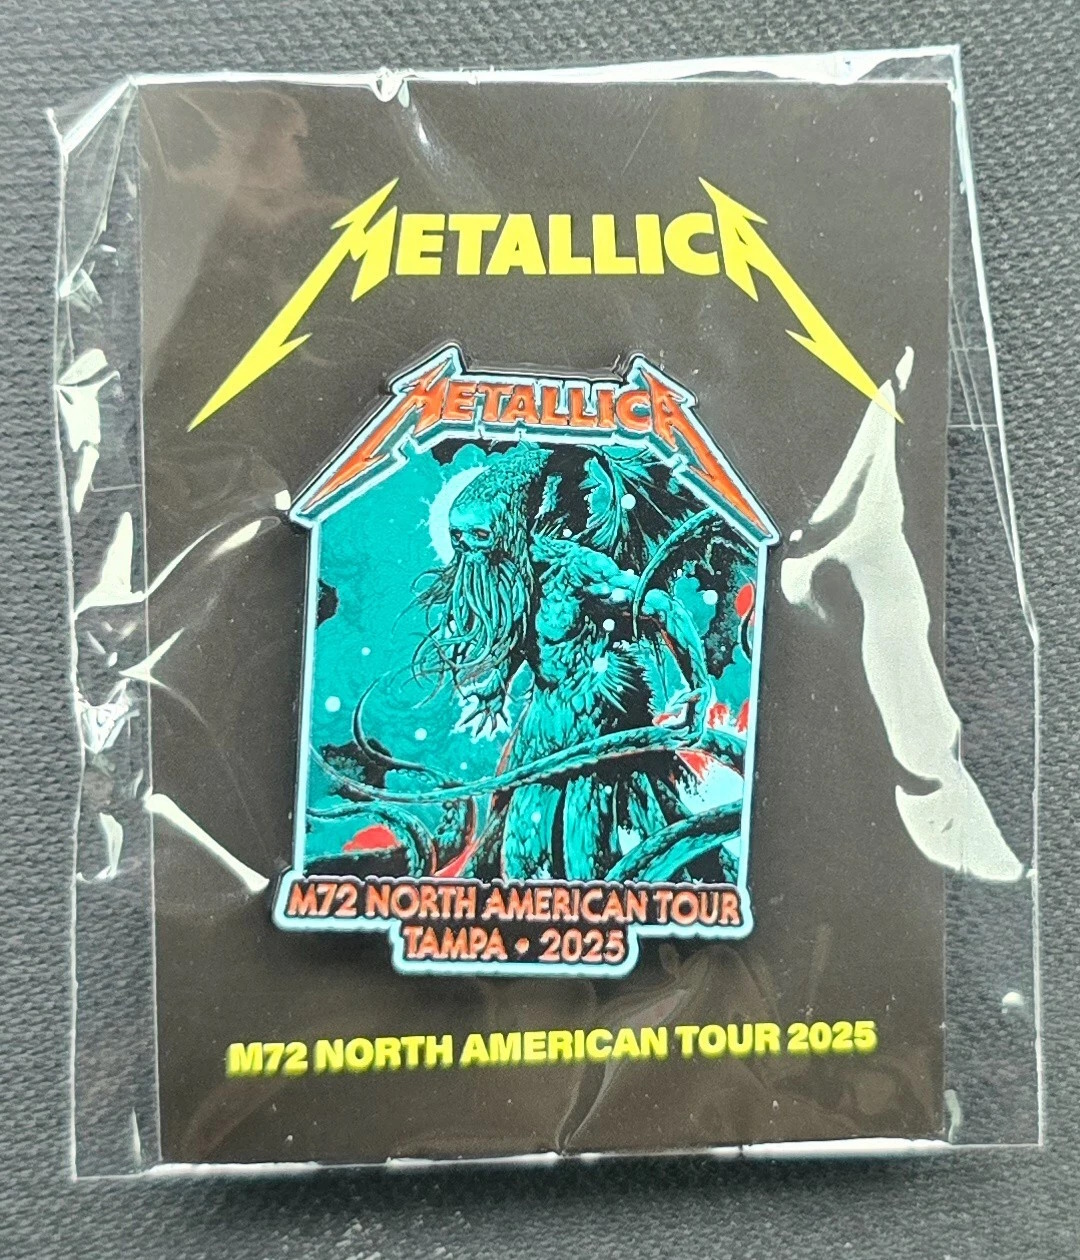 METALLICA
METALLICA
M72 NORTH AMERICAN TOUR
TAMPA • 2025
M72 NORTH AMERICAN TOUR 2025